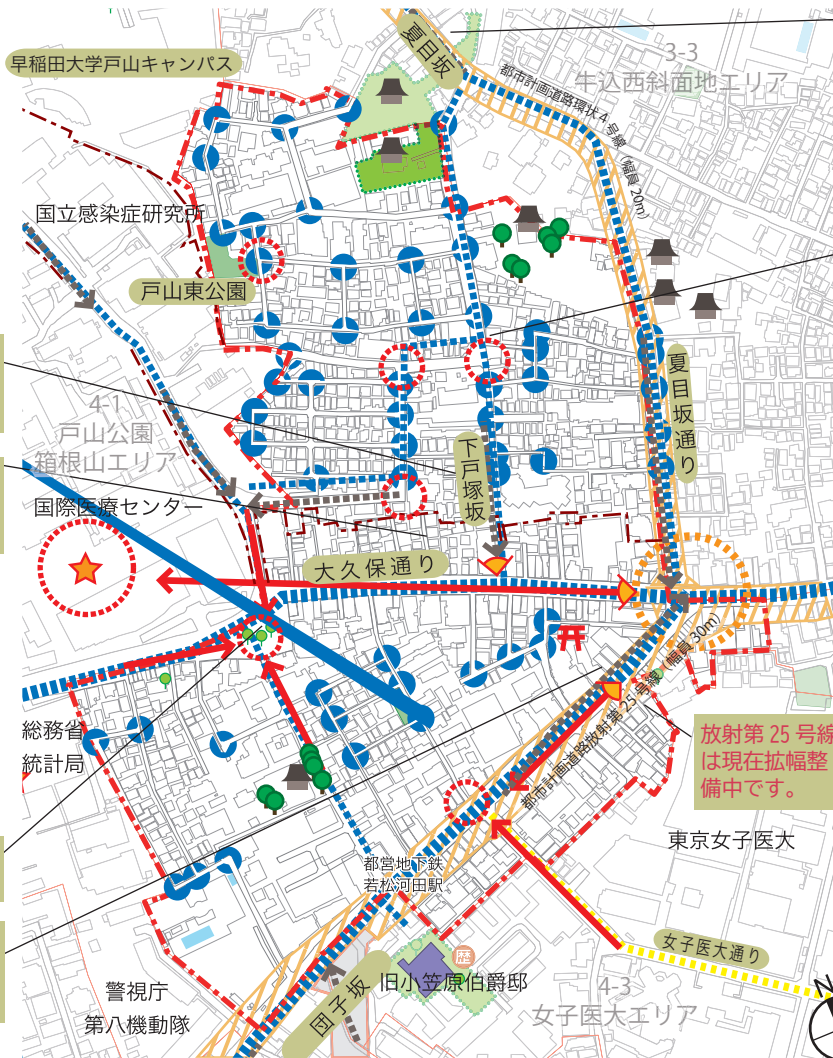 夏目坂
3-3
牛込西斜面地エリア
早稲田大学戸山キャンパス
都市計画道路環状4号線（幅員 20m）
国立感染症研究所
戸山東公園
夏目坂通り
4-1
戸山公園
箱根山エリア
下戸塚坂
国際医療センター
大久保通り
都市計画道路放射第25号線（幅員 30m）
総務省
統計局
放射第 25 号線
は現在拡幅整
備中です。
東京女子医大
都営地下鉄
若松河田駅
女子医大通り
歴
旧小笠原伯爵邸
4-3
女子医大エリア
団子坂
警視庁
第八機動隊
N